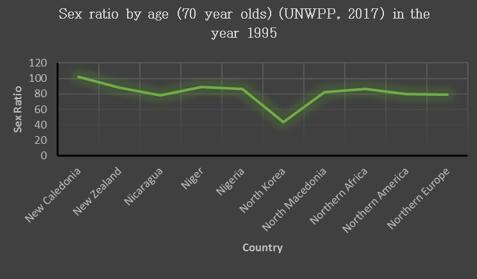 Sex ratio by age (70 year olds) (UNWPP, 2017) in the
year 1995
120
100
80
60
40
20
0
Sex Ratio
New Caledonia
New Zealand
Nicaragua
Niger
Nigeria
North Korea
North Macedonia
Northern Africa
Northern America
Northern Europe
Country